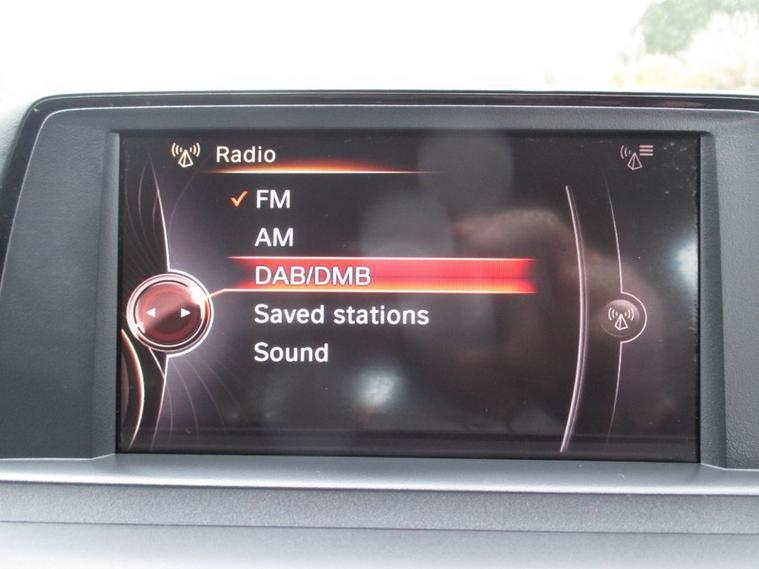 Radio
FM
AM
DAB/DMB
Saved stations
Sound